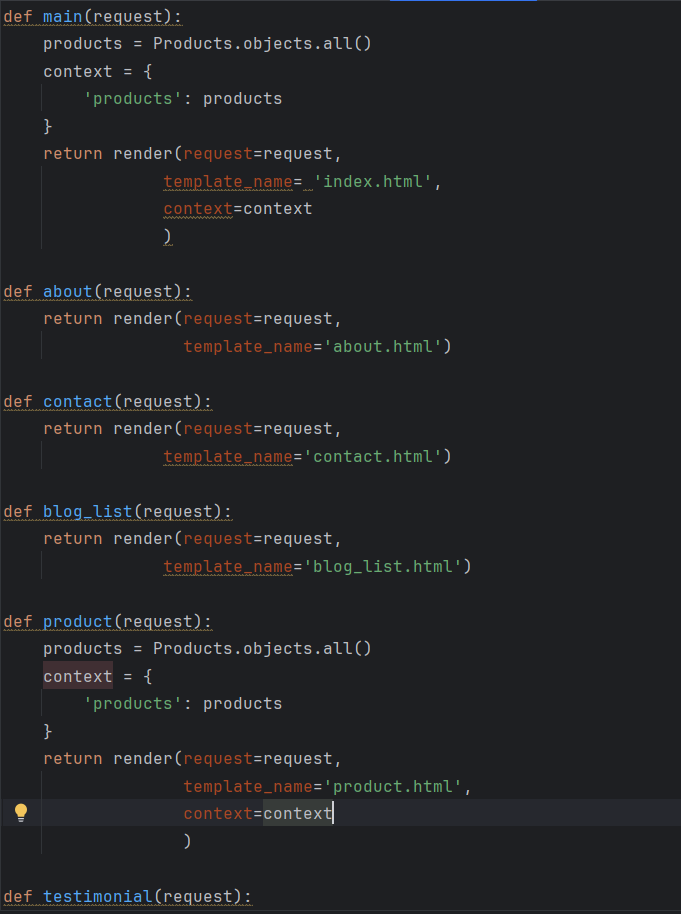 def main(request):
    products = Products.objects.all()
    context = {
        'products': products
    }
    return render(request=request,
                template_name= 'index.html',
                context=context
                )
def about(request):
    return render(request=request,
                  template_name='about.html')
def contact(request):
    return render(request=request,
                template_name='contact.html')
def blog_list(request):
    return render(request=request,
                template_name='blog_list.html')
def product(request):
    products = Products.objects.all()
    context = {
        'products': products
    }
    return render(request=request,
                  template_name='product.html',
                  context=context
                  )
def testimonial(request):